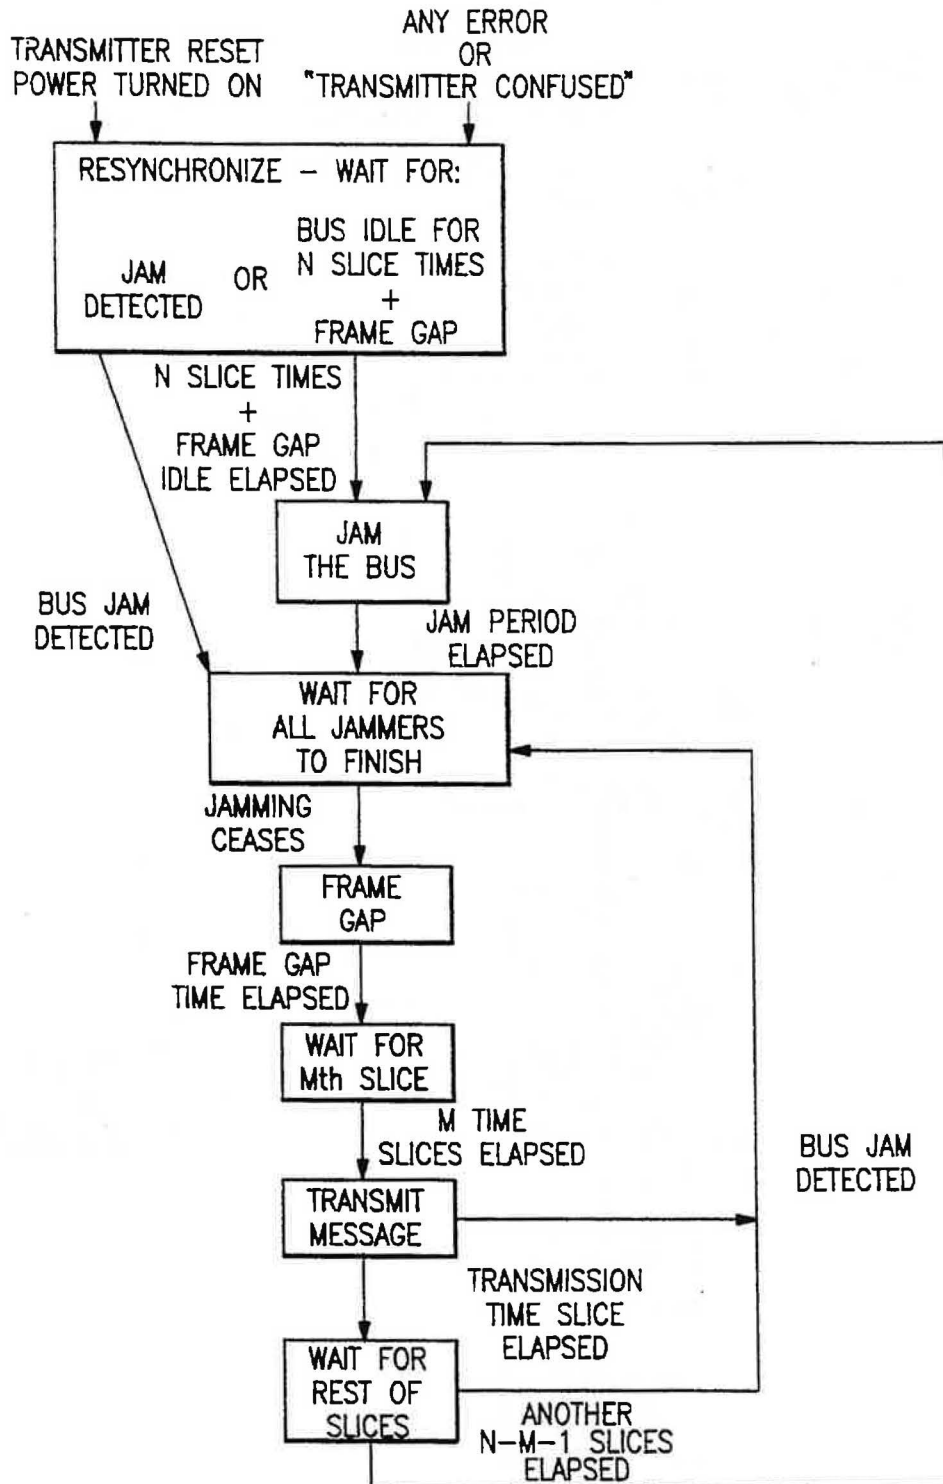 TRANSMITTER RESET
POWER TURNED ON
ANY ERROR
OR
"TRANSMITTER CONFUSED"
RESYNCHRONIZE – WAIT FOR:
JAM
DETECTED
OR
BUS IDLE FOR
N SLICE TIMES
+
FRAME GAP
N SLICE TIMES
+
FRAME GAP
IDLE ELAPSED
JAM
THE BUS
BUS JAM
DETECTED
JAM PERIOD
ELAPSED
WAIT FOR
ALL JAMMERS
TO FINISH
JAMMING
CEASES
FRAME
GAP
FRAME GAP
TIME ELAPSED
WAIT FOR
Mth SLICE
M TIME
SLICES ELAPSED
BUS JAM
DETECTED
TRANSMIT
MESSAGE
TRANSMISSION
TIME SLICE
ELAPSED
WAIT FOR
REST OF
SLICES
ANOTHER
N-M-1 SLICES
ELAPSED